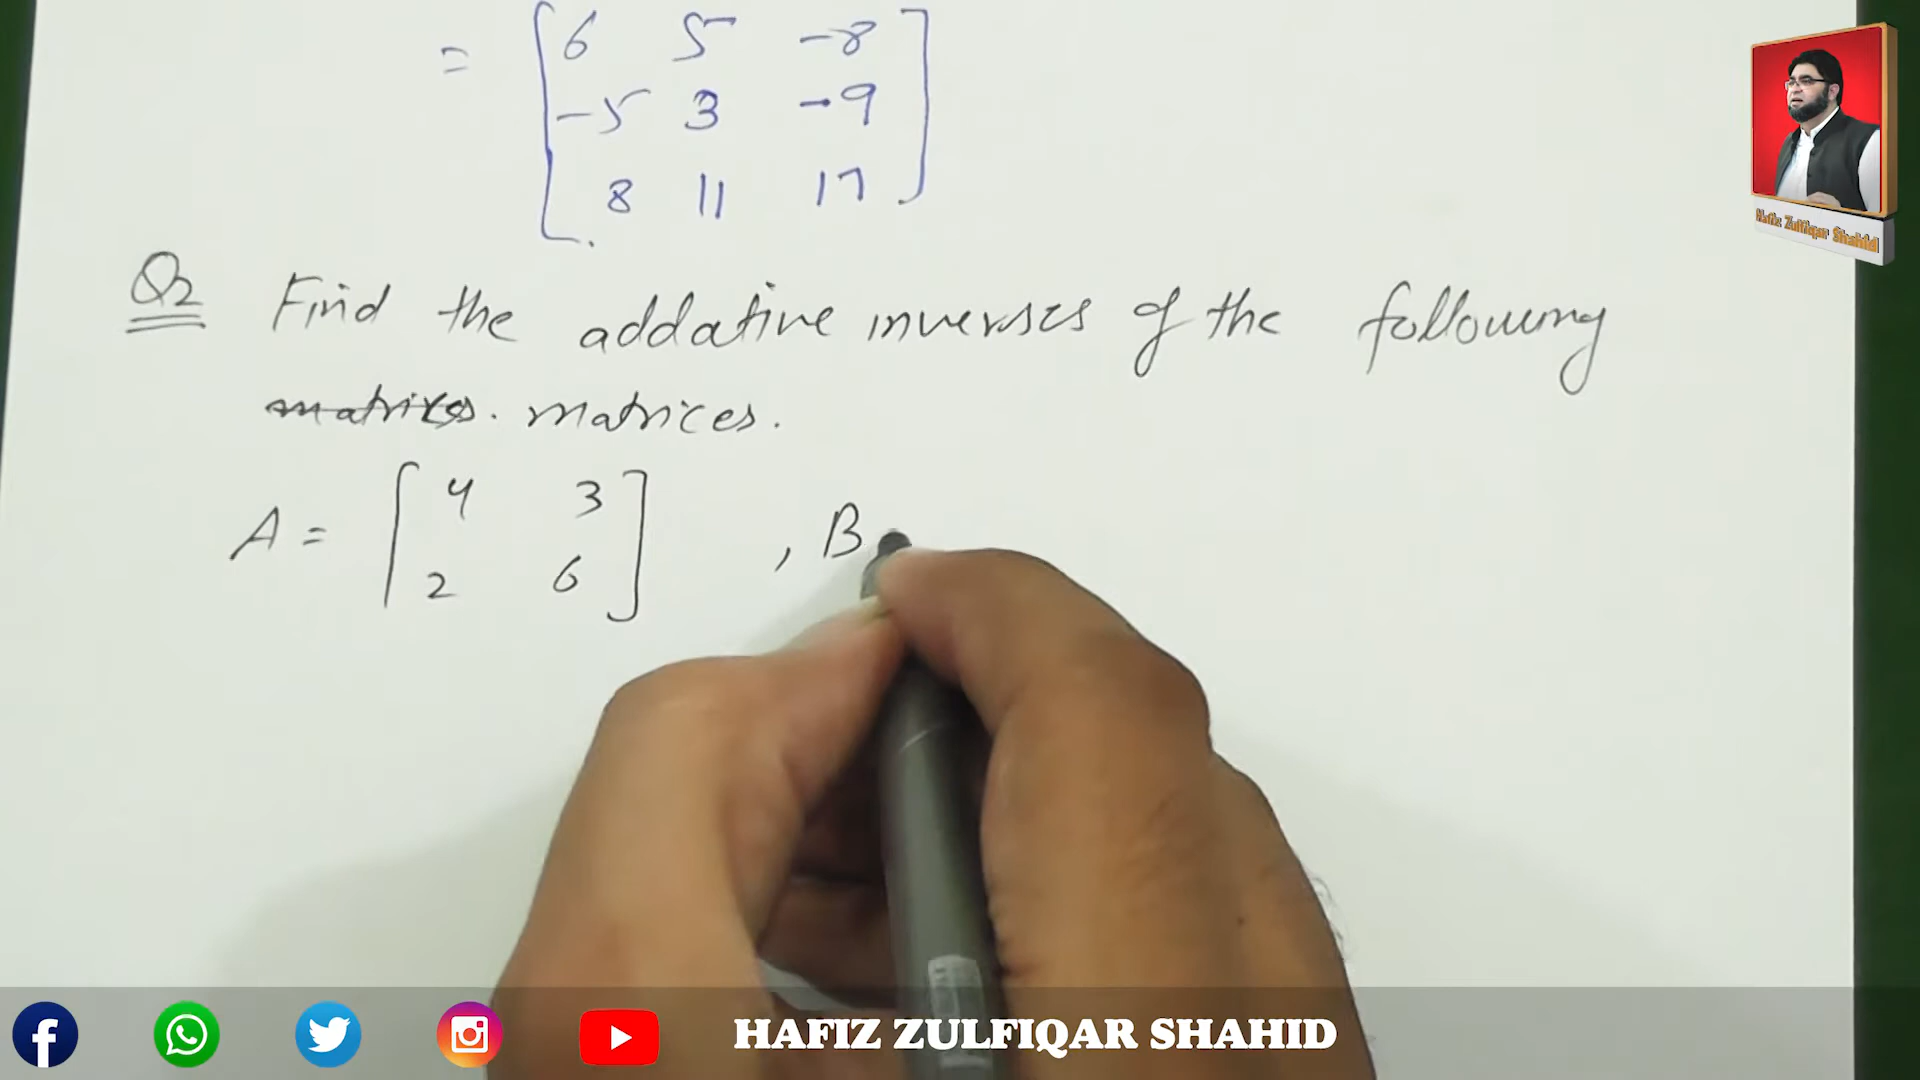 = [ 6 5 -8
-5 3 -9
8 11 17 ]
Hafiz Zulfiqar Shahid
Q2 Find the addative inverses of the following
matrices. matrices.
A = [ 4 3 , B
2 6 ]
HAFIZ ZULFIQAR SHAHID